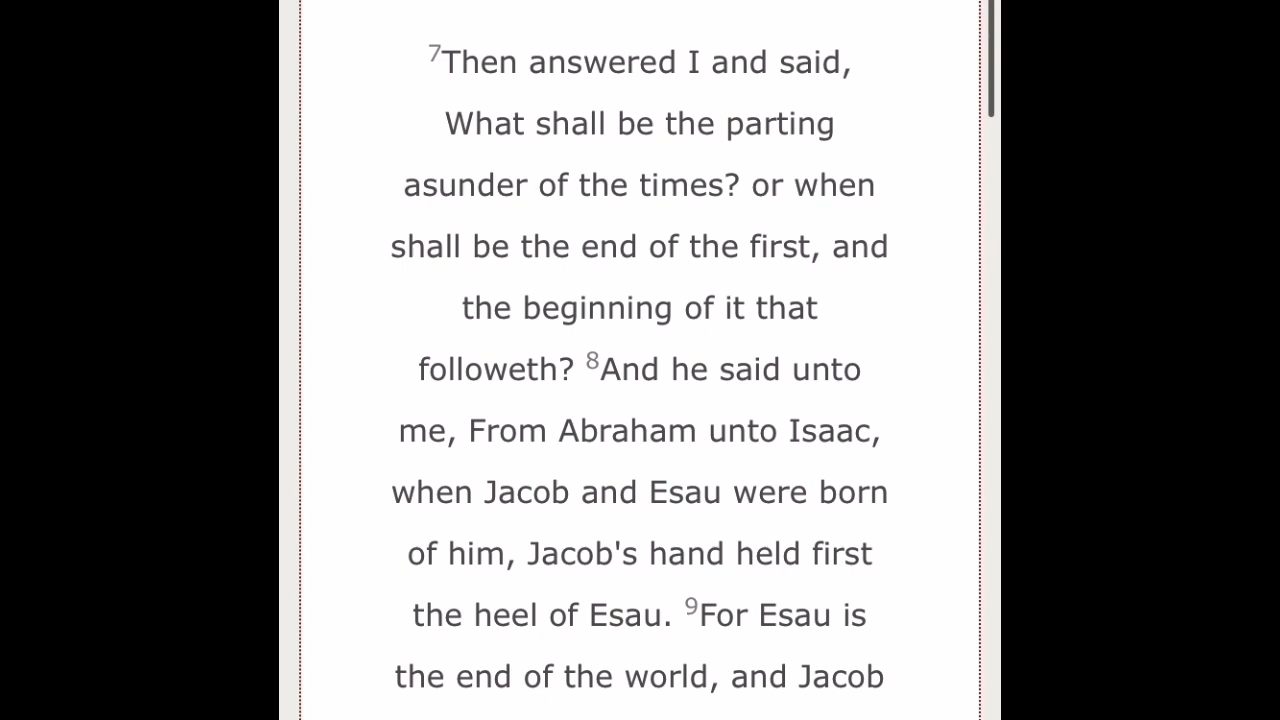 7Then answered I and said,
What shall be the parting
asunder of the times? or when
shall be the end of the first, and
the beginning of it that
followeth? 8And he said unto
me, From Abraham unto Isaac,
when Jacob and Esau were born
of him, Jacob's hand held first
the heel of Esau. 9For Esau is
the end of the world, and Jacob